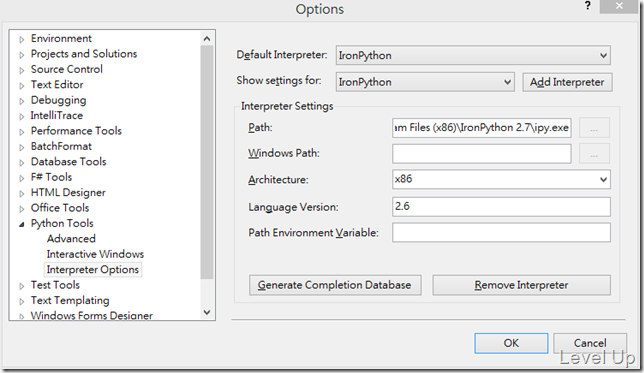 Options
?
Environment
Projects and Solutions
Source Control
Text Editor
Debugging
IntelliTrace
Performance Tools
BatchFormat
Database Tools
F# Tools
HTML Designer
Office Tools
Python Tools
Advanced
Interactive Windows
Interpreter Options
Test Tools
Text Templating
Windows Forms Designer
Default Interpreter: IronPython
Show settings for: IronPython Add Interpreter
Interpreter Settings
Path: am Files (x86)\IronPython 2.7\ipy.exe ...
Windows Path: ...
Architecture: x86
Language Version: 2.6
Path Environment Variable:
Generate Completion Database Remove Interpreter
OK Cancel
Level Up